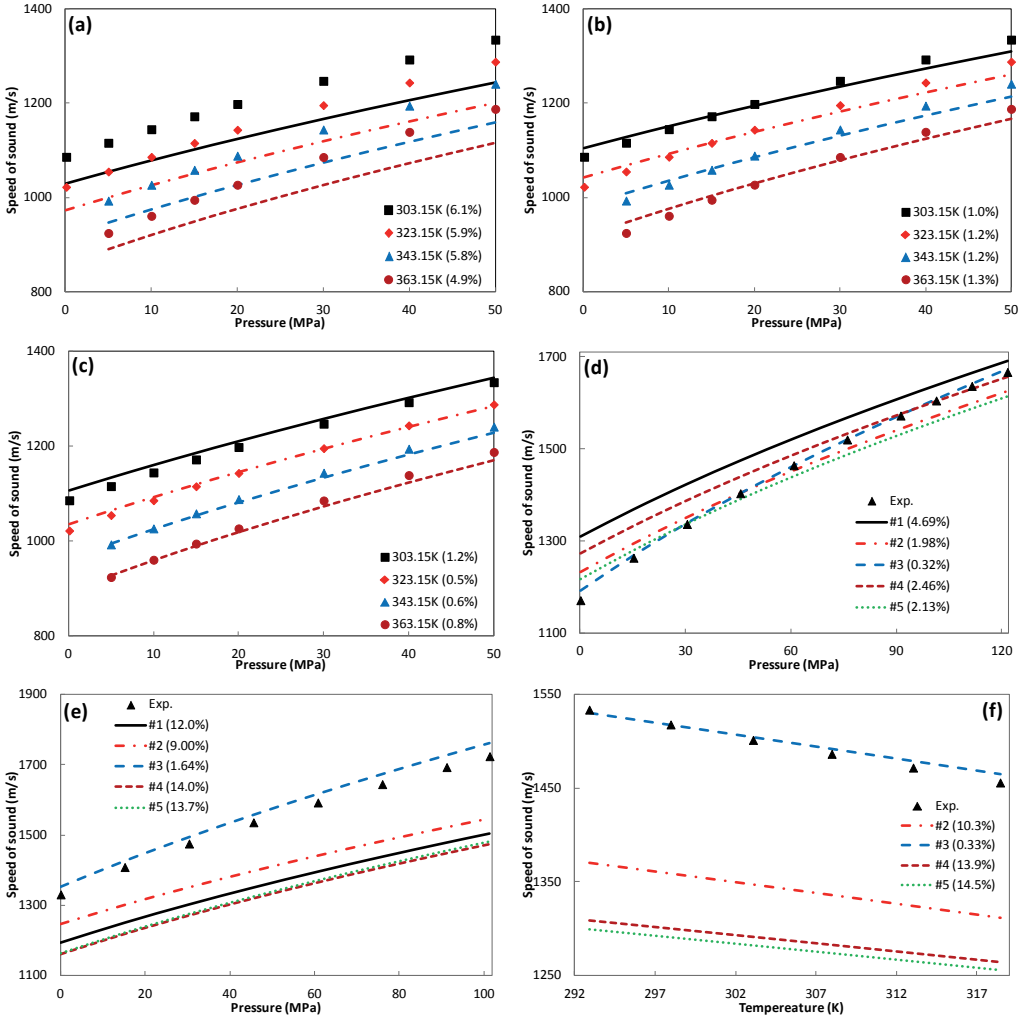 (a)
1400
1200
1000
800
0 10 20 30 40 50
Speed of sound (m/s)
Pressure (MPa)
303.15K (6.1%)
323.15K (5.9%)
343.15K (5.8%)
363.15K (4.9%)
(b)
1400
1200
1000
800
0 10 20 30 40 50
Speed of sound (m/s)
Pressure (MPa)
303.15K (1.0%)
323.15K (1.2%)
343.15K (1.2%)
363.15K (1.3%)
(c)
1400
1200
1000
800
0 10 20 30 40 50
Speed of sound (m/s)
Pressure (MPa)
303.15K (1.2%)
323.15K (0.5%)
343.15K (0.6%)
363.15K (0.8%)
(d)
1700
1500
1300
1100
0 30 60 90 120
Speed of sound (m/s)
Pressure (MPa)
Exp.
#1 (4.69%)
#2 (1.98%)
#3 (0.32%)
#4 (2.46%)
#5 (2.13%)
(e)
1900
1700
1500
1300
1100
0 20 40 60 80 100
Speed of sound (m/s)
Pressure (MPa)
Exp.
#1 (12.0%)
#2 (9.00%)
#3 (1.64%)
#4 (14.0%)
#5 (13.7%)
(f)
1550
1450
1350
1250
292 297 302 307 312 317
Speed of sound (m/s)
Tempereature (K)
Exp.
#2 (10.3%)
#3 (0.33%)
#4 (13.9%)
#5 (14.5%)